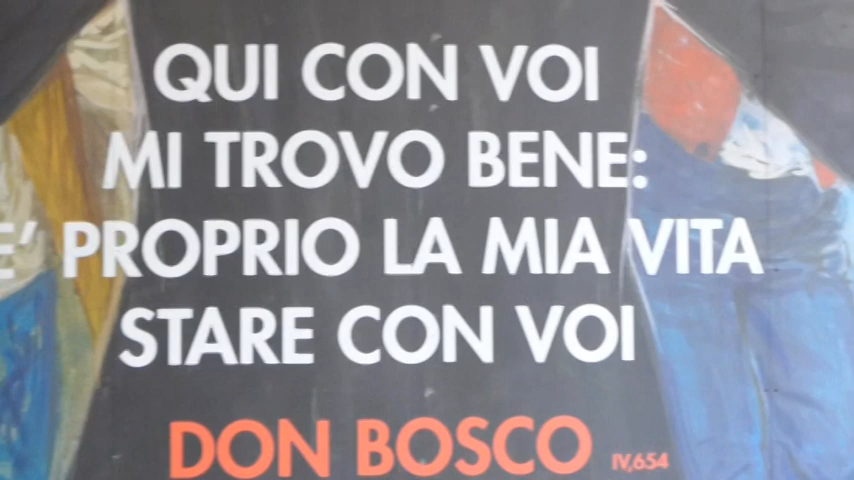 QUI CON VOI
MI TROVO BENE:
E' PROPRIO LA MIA VITA
STARE CON VOI
DON BOSCO IV,654